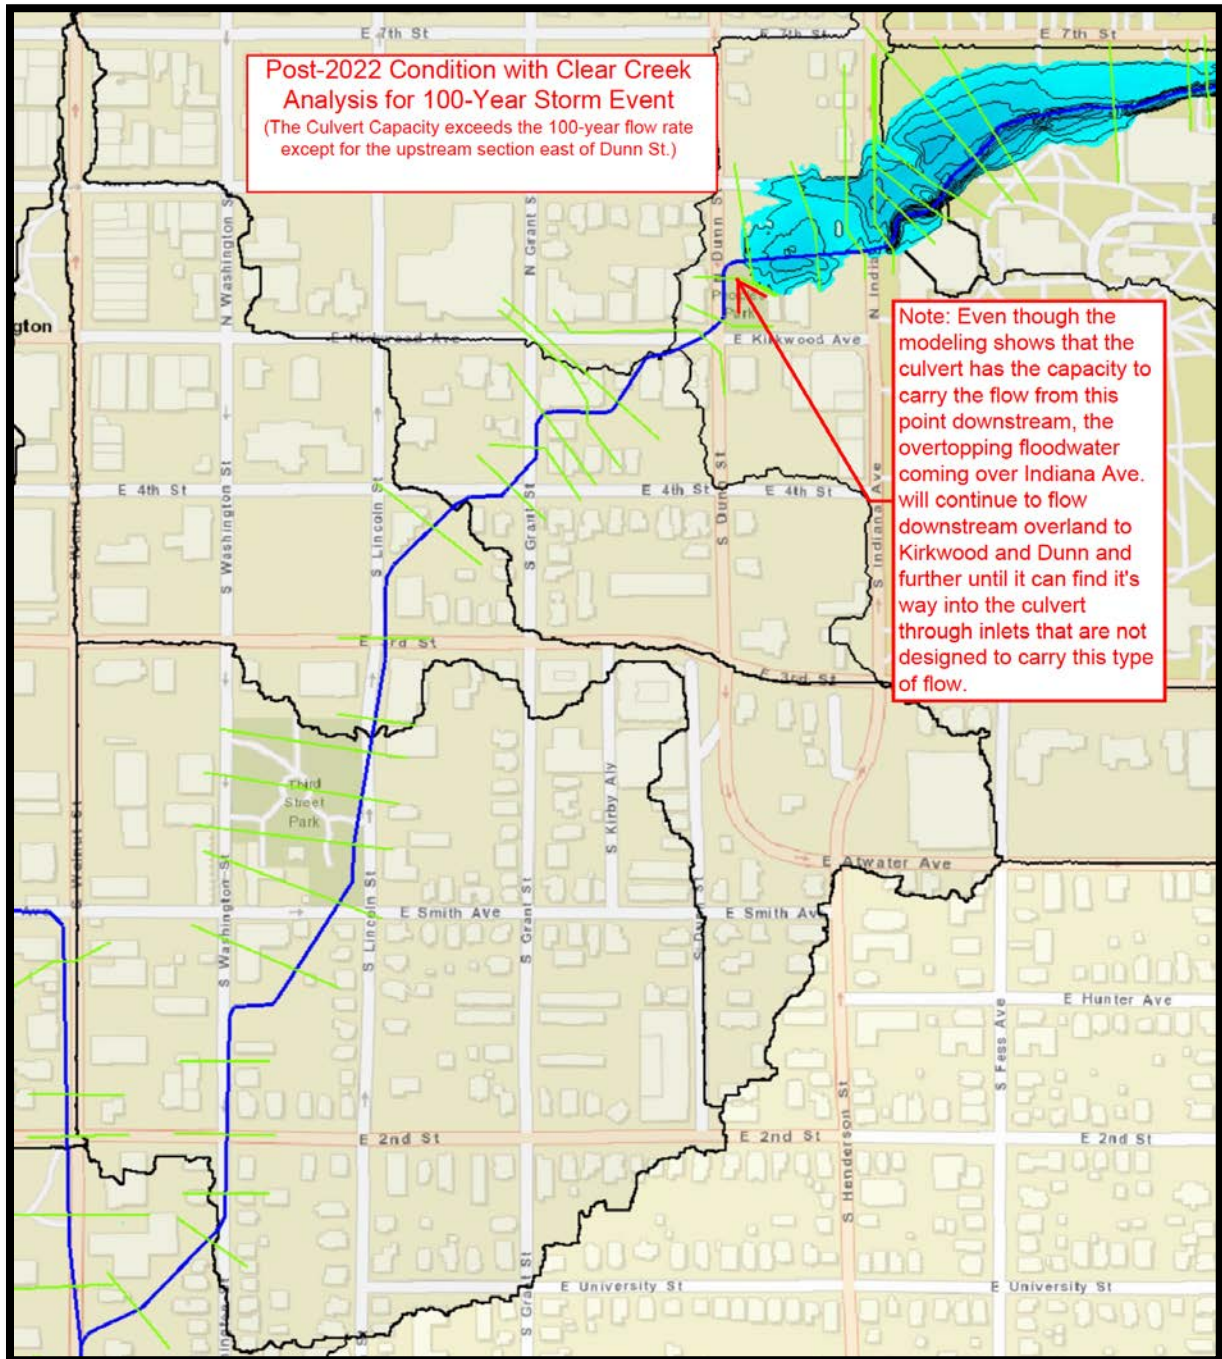 E 7th St
E 7th St
E 7th St
Post-2022 Condition with Clear Creek
Analysis for 100-Year Storm Event
(The Culvert Capacity exceeds the 100-year flow rate
except for the upstream section east of Dunn St.)
N Washington St
N Grant S
N Dunn S
N India
Park
gton
E Kirkwood Ave
E Kirkwood Ave
Note: Even though the
modeling shows that the
culvert has the capacity to
carry the flow from this
point downstream, the
overtopping floodwater
coming over Indiana Ave.
will continue to flow
downstream overland to
Kirkwood and Dunn and
further until it can find it's
way into the culvert
through inlets that are not
designed to carry this type
of flow.
E 4th St
E 4th St
E 4th St
S Walnut St
S Washington St
S Lincoln St
S Grant St
S Dunn St
S Indiana Ave
E 3rd St
E 3rd St
Third
Street
Park
S Kirby Aly
E Atwater Ave
S Walnut St
S Washington St
S Lincoln St
S Grant St
S Dunn St
Ave
E Smith Ave
E Smith Av
E Hunter Ave
S Fess Ave
S Henderson St
E 2nd St
E 2nd St
E 2nd St
S Grant St
E University St
E University St